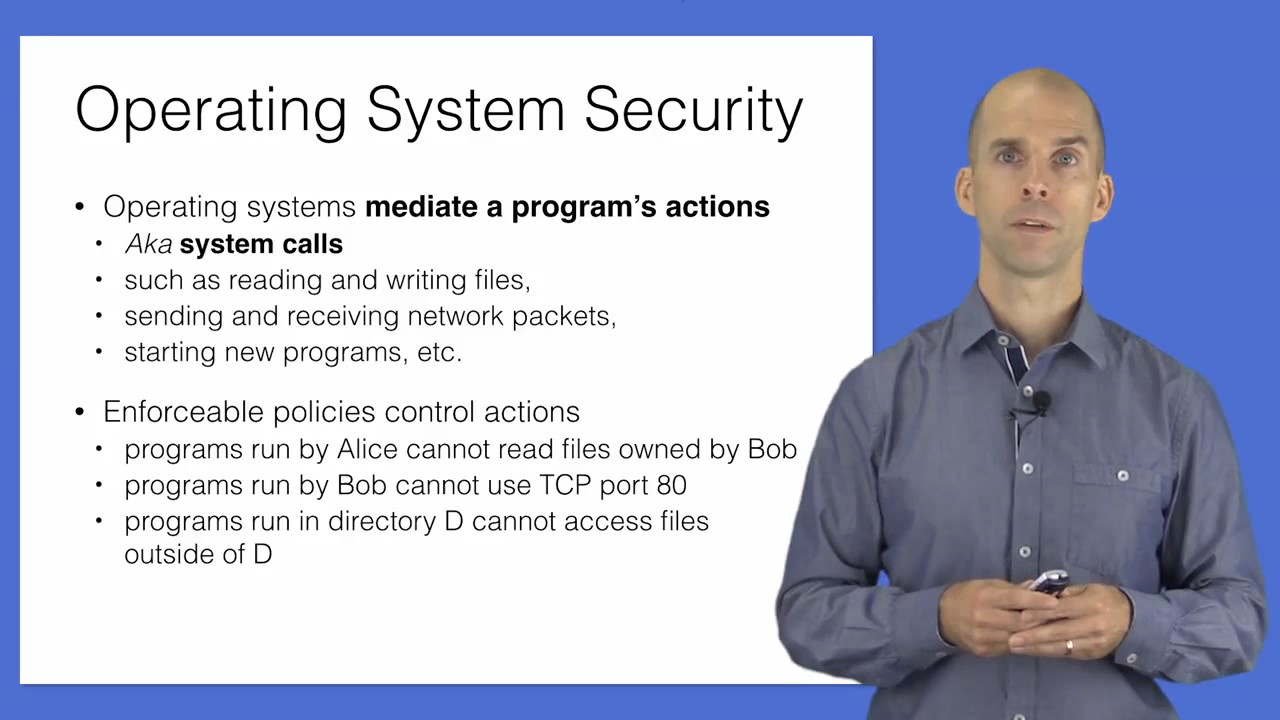 Operating System Security
• Operating systems mediate a program’s actions
• Aka system calls
• such as reading and writing files,
• sending and receiving network packets,
• starting new programs, etc.
• Enforceable policies control actions
• programs run by Alice cannot read files owned by Bob
• programs run by Bob cannot use TCP port 80
• programs run in directory D cannot access files
outside of D